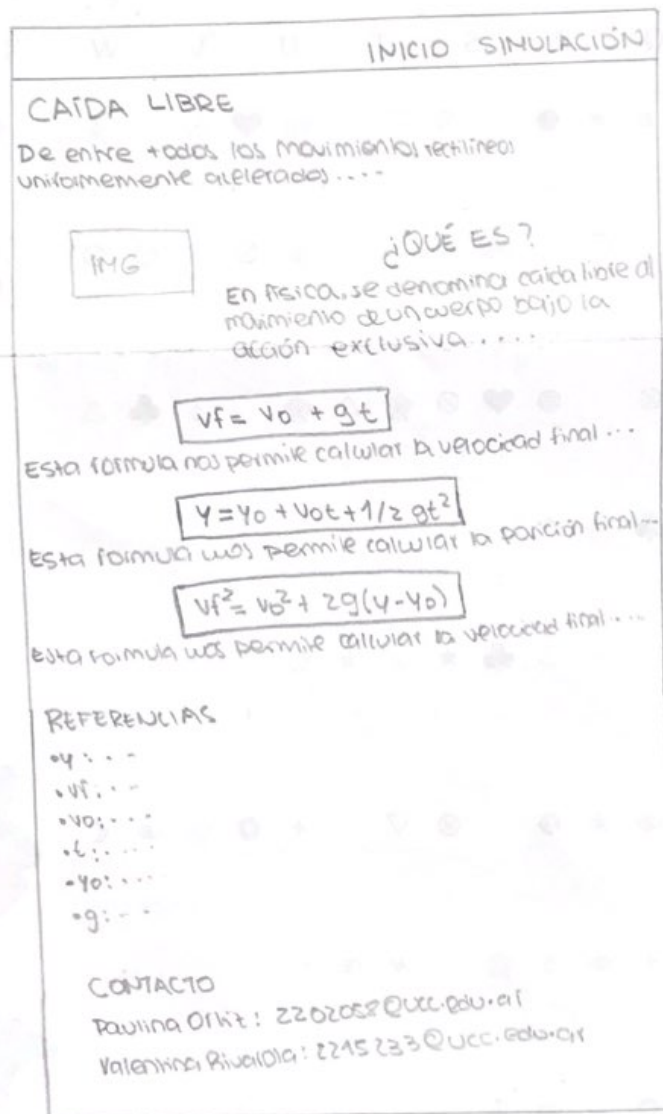 INICIO SIMULACIÓN
CAÍDA LIBRE
De entre todos los movimientos rectilíneos
uniformemente acelerados....
IMG
¿QUÉ ES?
En física, se denomina caída libre al
movimiento de un cuerpo bajo la
acción exclusiva....
Vf = Vo + gt
Esta formula nos permite calcular la velocidad final...
Y = Yo + Vot + 1/2 gt²
Esta formula nos permite calcular la posición final...
Vf² = Vo² + 2g(y-yo)
Esta formula nos permite calcular la velocidad final....
REFERENCIAS
•y:...
•Vf:...
•Vo:...
•t:....
•Yo:...
•g:...
CONTACTO
Paulina Ortiz: 2202058@ucc.edu.ar
Valentina Rivarola: 2215233@ucc.edu.ar